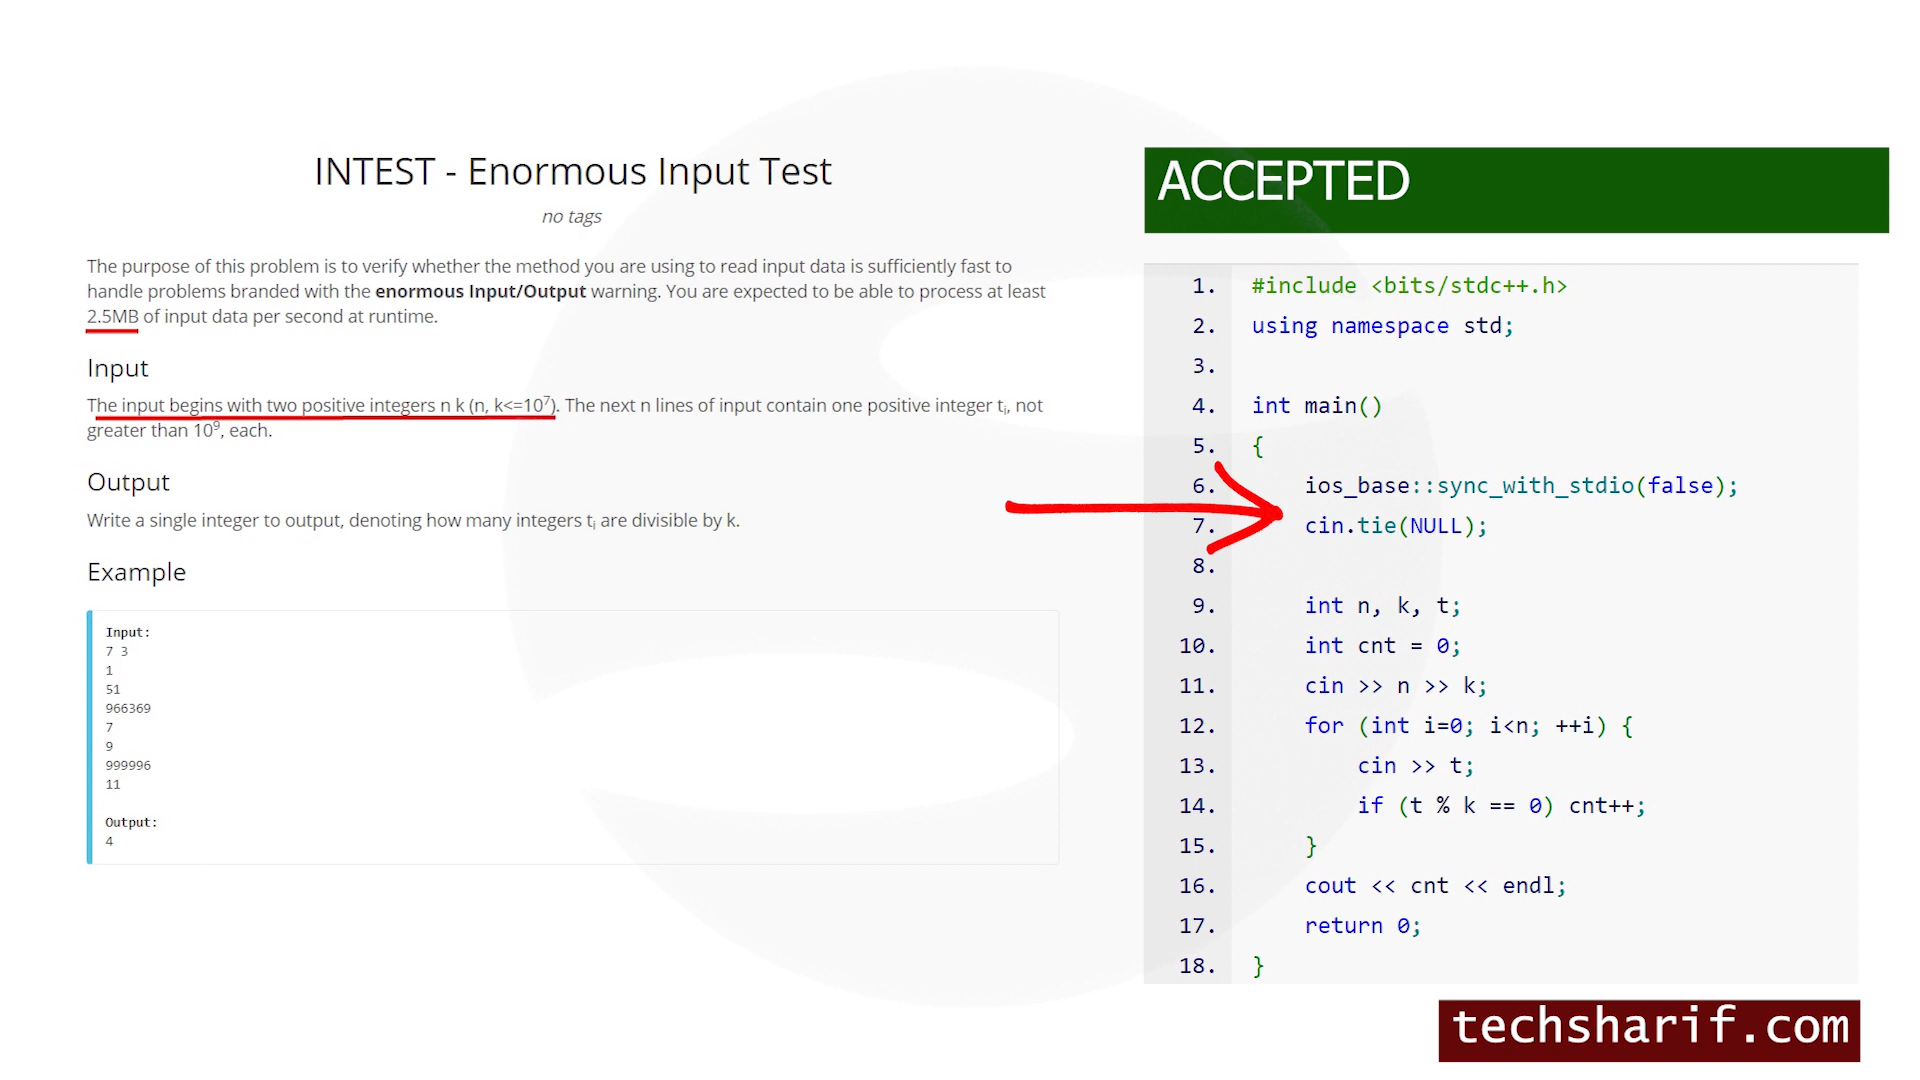 INTEST - Enormous Input Test
no tags
The purpose of this problem is to verify whether the method you are using to read input data is sufficiently fast to
handle problems branded with the enormous Input/Output warning. You are expected to be able to process at least
2.5MB of input data per second at runtime.
Input
The input begins with two positive integers n k (n, k<=10⁷). The next n lines of input contain one positive integer tᵢ, not
greater than 10⁹, each.
Output
Write a single integer to output, denoting how many integers tᵢ are divisible by k.
Example
Input:
7 3
1
51
966369
7
9
999996
11
Output:
4
ACCEPTED
1. #include <bits/stdc++.h>
2. using namespace std;
3.
4. int main()
5. {
6.     ios_base::sync_with_stdio(false);
7.     cin.tie(NULL);
8.
9.     int n, k, t;
10.     int cnt = 0;
11.     cin >> n >> k;
12.     for (int i=0; i<n; ++i) {
13.         cin >> t;
14.         if (t % k == 0) cnt++;
15.     }
16.     cout << cnt << endl;
17.     return 0;
18. }
techsharif.com